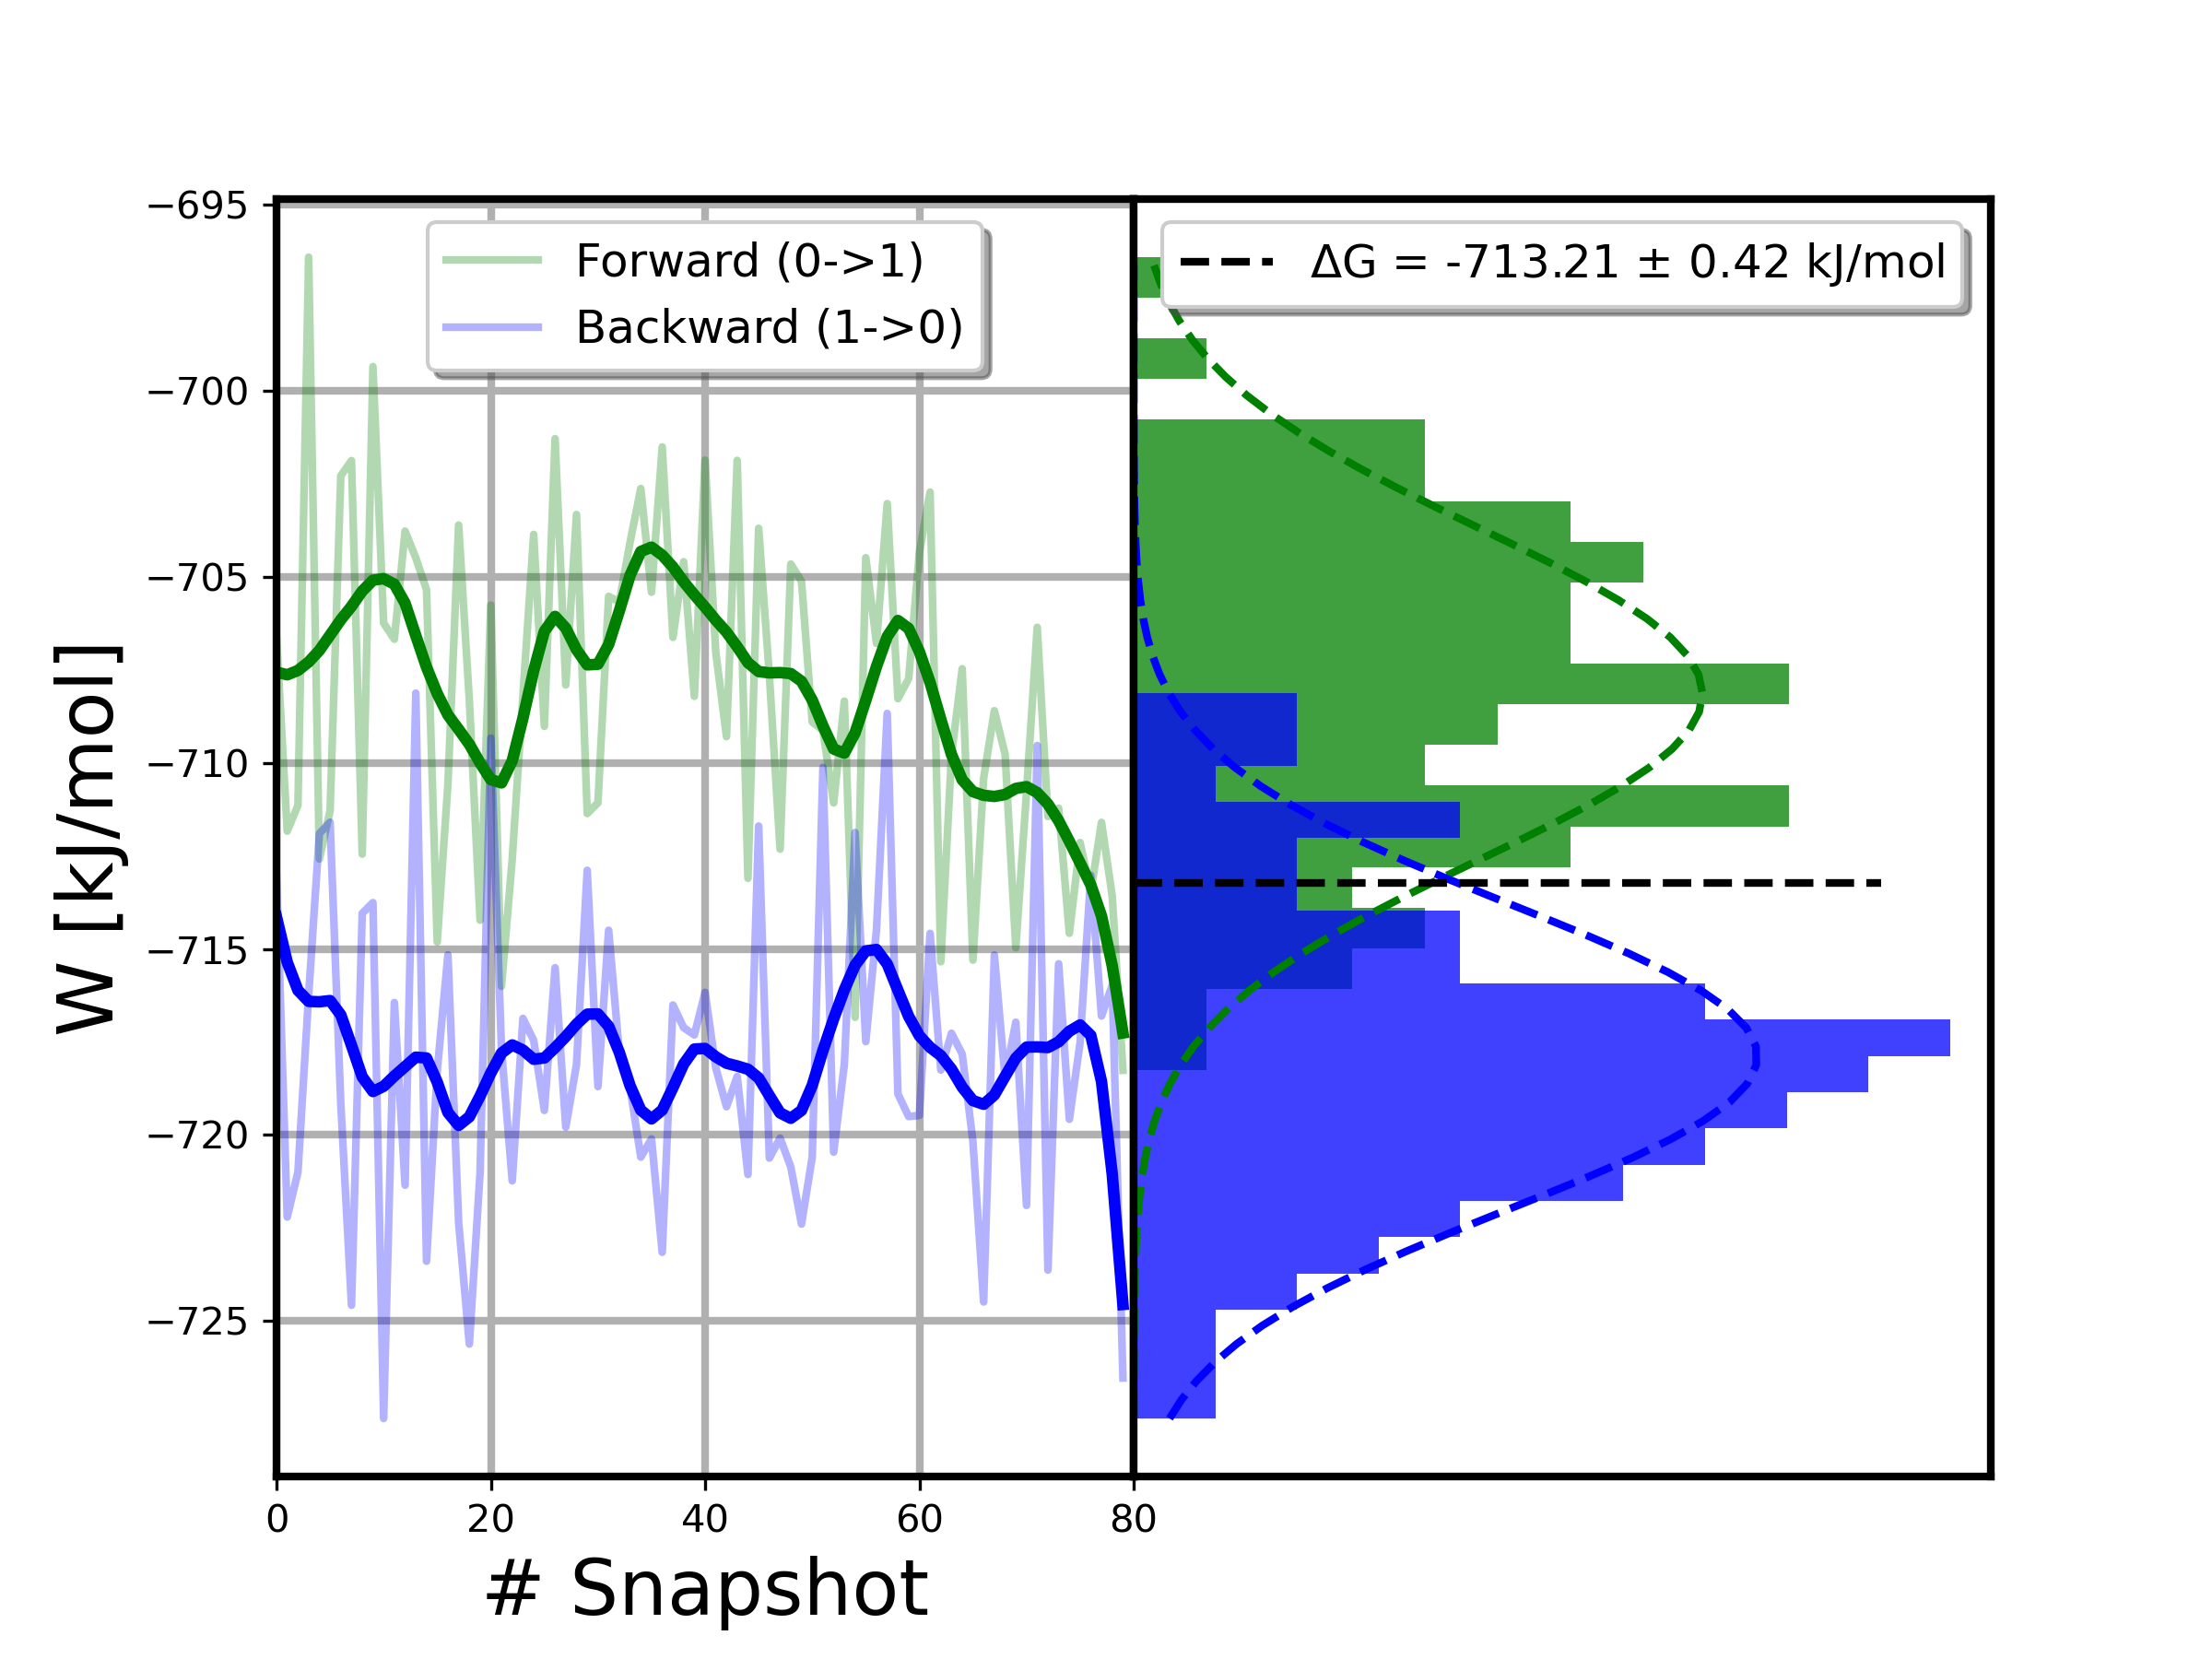 Forward (0->1)
Backward (1->0)
ΔG = -713.21 ± 0.42 kJ/mol
W [kJ/mol]
−695
−700
−705
−710
−715
−720
−725
0 20 40 60 80
# Snapshot